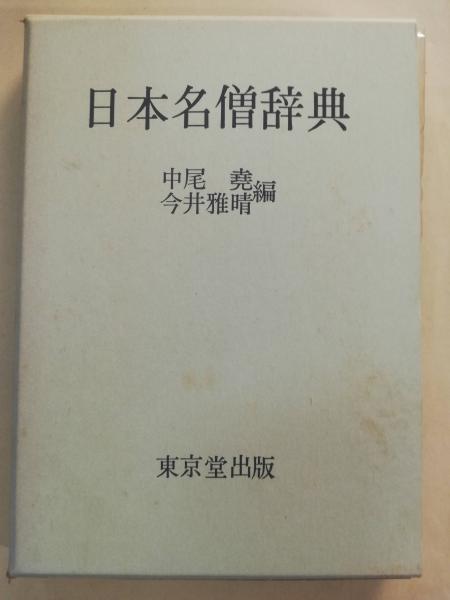 日本名僧辞典
中尾 堯
今井雅晴編
東京堂出版